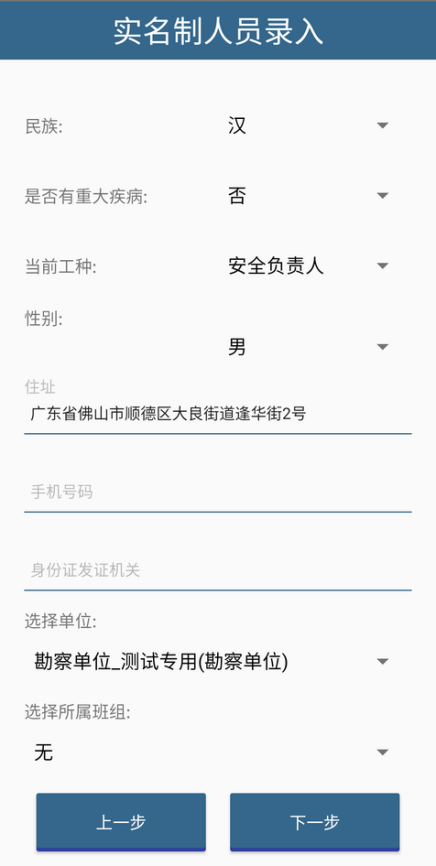 实名制人员录入
民族: 汉
是否有重大疾病: 否
当前工种: 安全负责人
性别:
男
住址
广东省佛山市顺德区大良街道逢华街2号
手机号码
身份证发证机关
选择单位:
勘察单位_测试专用(勘察单位)
选择所属班组:
无
上一步 下一步